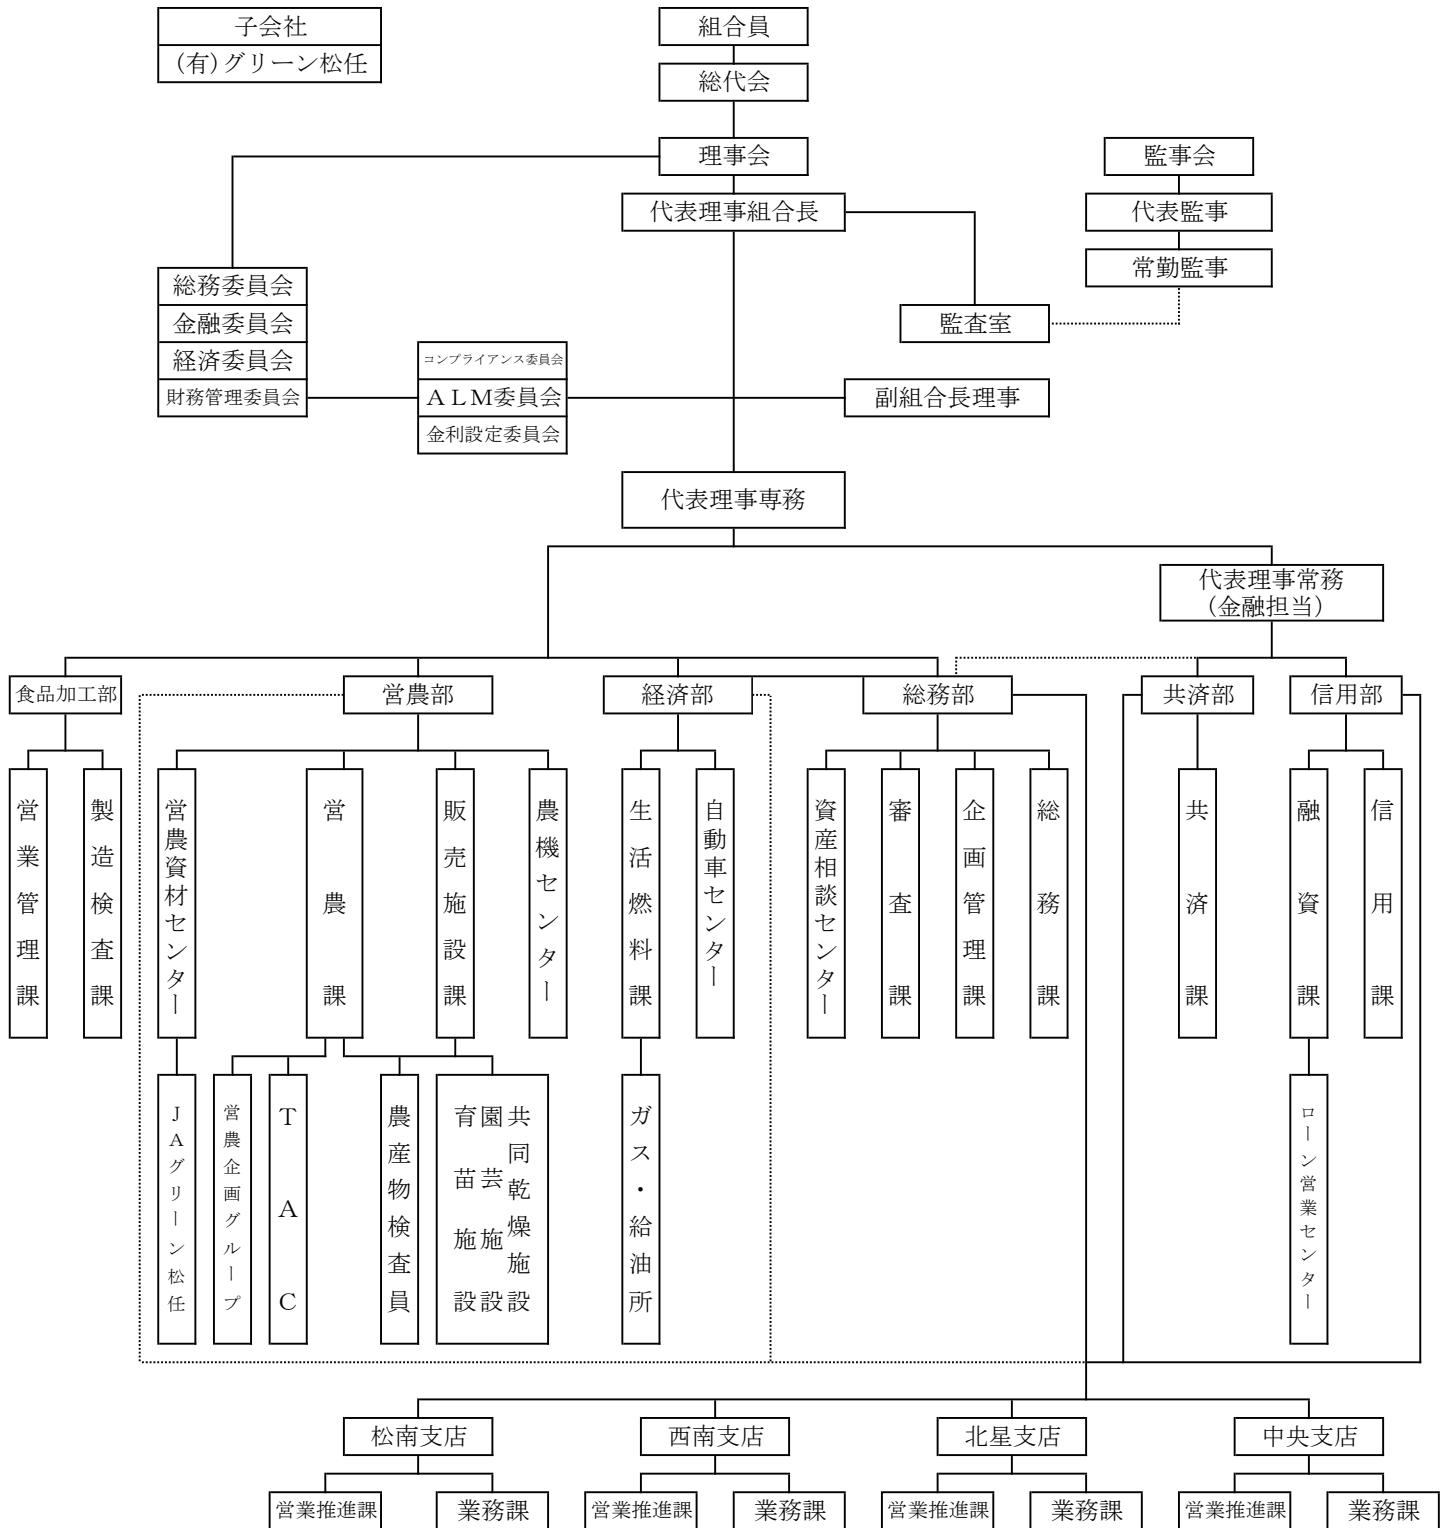 子会社
(有)グリーン松任
組合員
総代会
理事会
監事会
代表理事組合長
代表監事
常勤監事
総務委員会
金融委員会
経済委員会
財務管理委員会
監査室
コンプライアンス委員会
ＡＬＭ委員会
金利設定委員会
副組合長理事
代表理事専務
代表理事常務
（金融担当）
食品加工部
営農部
経済部
総務部
共済部
信用部
営業管理課
製造検査課
営農資材センター
営農課
販売施設課
農機センター
生活燃料課
自動車センター
資産相談センター
審査課
企画管理課
総務課
共済課
融資課
信用課
ＪＡグリーン松任
営農企画グループ
ＴＡＣ
農産物検査員
共同乾燥施設
園芸施設
育苗施設
ガス・給油所
ローン営業センター
松南支店
西南支店
北星支店
中央支店
営業推進課
業務課
営業推進課
業務課
営業推進課
業務課
営業推進課
業務課